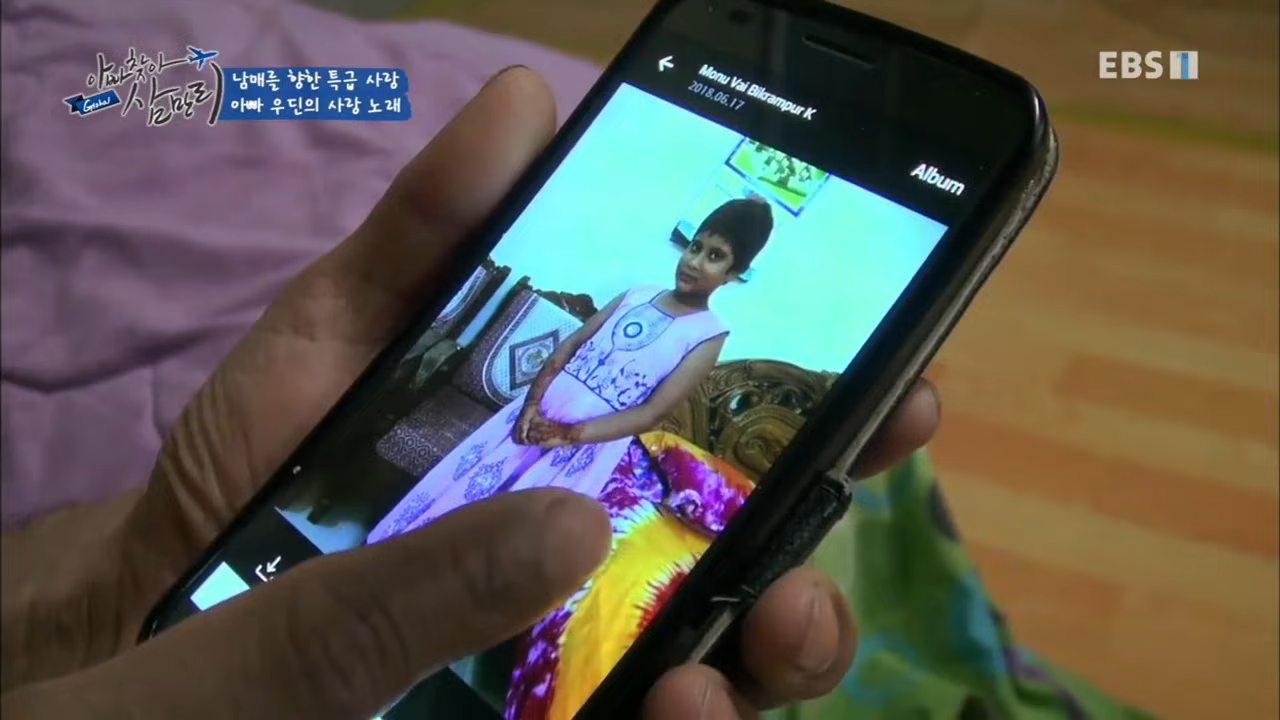 아빠찾아
삼만리
Global
남매를 향한 특급 사랑
아빠 우딘의 사랑 노래
EBS 1
Monu Vai Bikrampur K
2018.06.17
Album